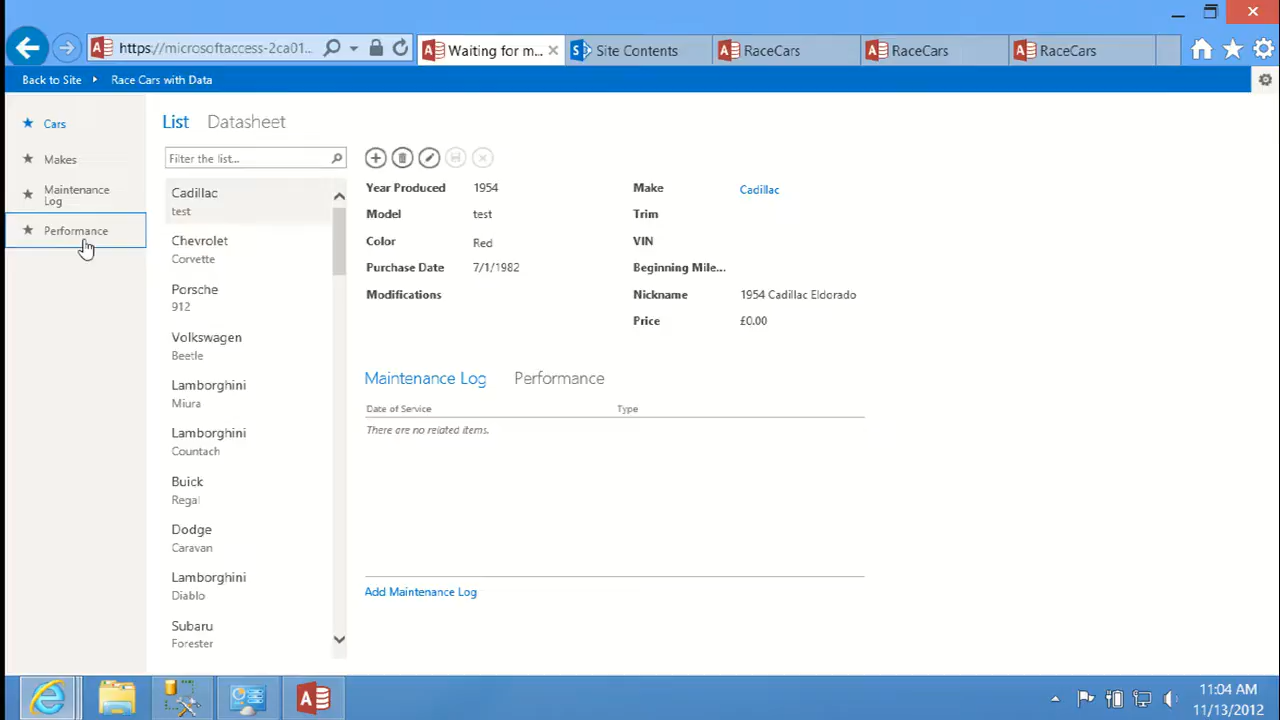 https://microsoftaccess-2ca01...
Waiting for m...
Site Contents
RaceCars
RaceCars
RaceCars
Back to Site
Race Cars with Data
Cars
Makes
Maintenance
Log
Performance
List
Datasheet
Filter the list...
Cadillac
test
Chevrolet
Corvette
Porsche
912
Volkswagen
Beetle
Lamborghini
Miura
Lamborghini
Countach
Buick
Regal
Dodge
Caravan
Lamborghini
Diablo
Subaru
Forester
Year Produced 1954
Make Cadillac
Model test
Trim
Color Red
VIN
Purchase Date 7/1/1982
Beginning Mile...
Modifications
Nickname 1954 Cadillac Eldorado
Price £0.00
Maintenance Log
Performance
Date of Service
Type
There are no related items.
Add Maintenance Log
11:04 AM
11/13/2012